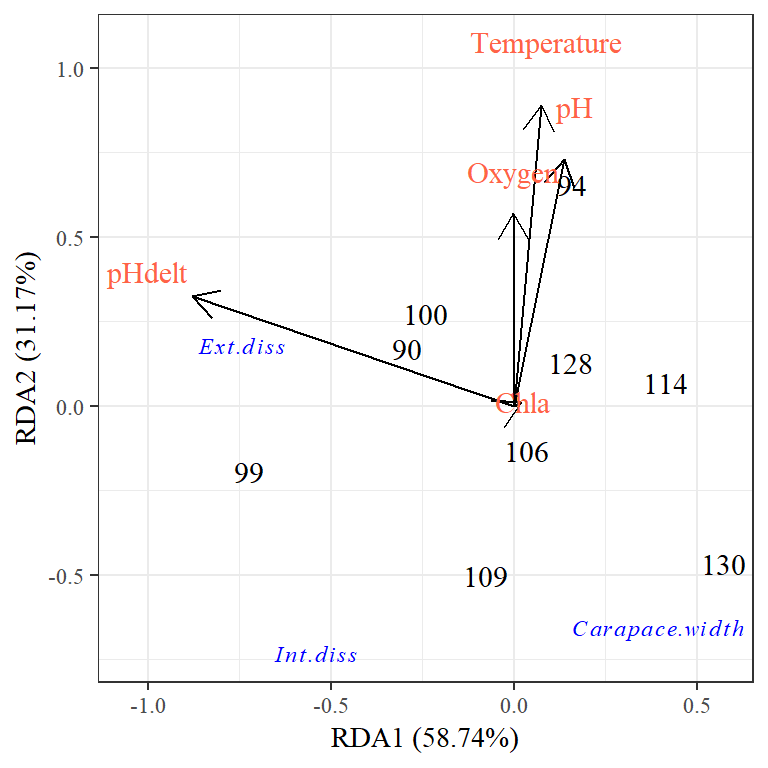 Temperature
1.0
pH
Oxygen
94
0.5
pHdelt
100
Ext.diss
90
128
114
0.0
Chla
106
99
130
-0.5
109
Carapace.width
Int.diss
-1.0 -0.5 0.0 0.5
RDA1 (58.74%)
RDA2 (31.17%)